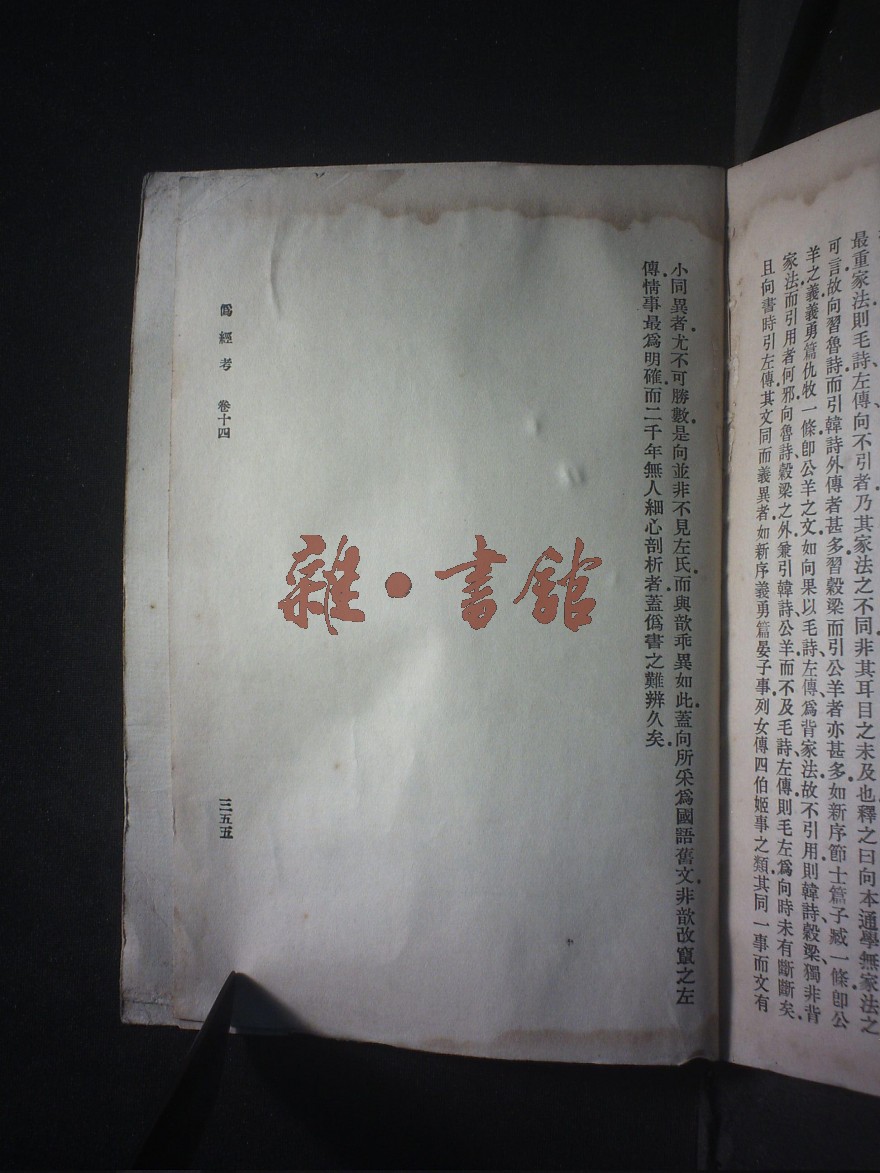 最重家法則毛詩、左傳向不引者乃其家法之不同非其耳目之未及也釋之曰向本通學無家法之
可言故向習魯詩而引韓詩外傳者甚多習穀梁而引公羊者亦甚多如新序節士篇子臧一條卽公
羊之義義勇篇仇牧一條卽公羊之文如向果以毛詩、左傳、爲背家法故不引用則韓詩、穀梁獨非背
家法而引用者何邪向魯詩、穀梁之外兼引韓詩、公羊而不及毛詩、左傳則毛、左爲向時未有斷斷矣
且向書時引左傳其文同而義異者如新序義勇篇晏子事列女傳四伯姬事之類其同一事而文有
小同異者尤不可勝數是向並非不見左氏而與歆乖異如此蓋向所采爲國語舊文非歆改竄之左
傳情事最爲明確而二千年無人細心剖析者蓋僞書之難辨久矣
僞經考 卷十四
三五五
雜·書館